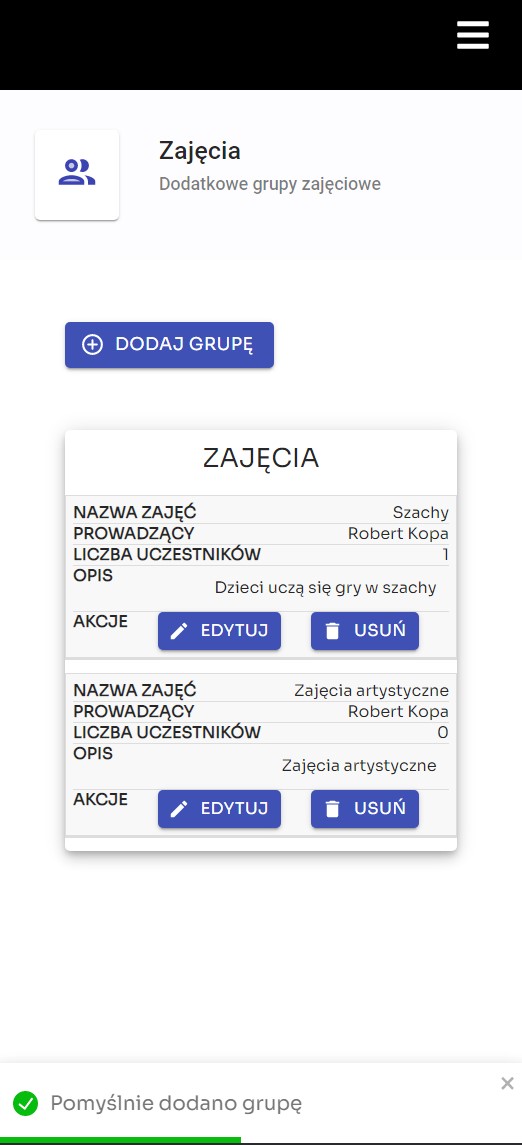 Zajęcia
Dodatkowe grupy zajęciowe
DODAJ GRUPĘ
ZAJĘCIA
NAZWA ZAJĘĆ Szachy
PROWADZĄCY Robert Kopa
LICZBA UCZESTNIKÓW 1
OPIS
Dzieci uczą się gry w szachy
AKCJE EDYTUJ USUŃ
NAZWA ZAJĘĆ Zajęcia artystyczne
PROWADZĄCY Robert Kopa
LICZBA UCZESTNIKÓW 0
OPIS
Zajęcia artystyczne
AKCJE EDYTUJ USUŃ
Pomyślnie dodano grupę